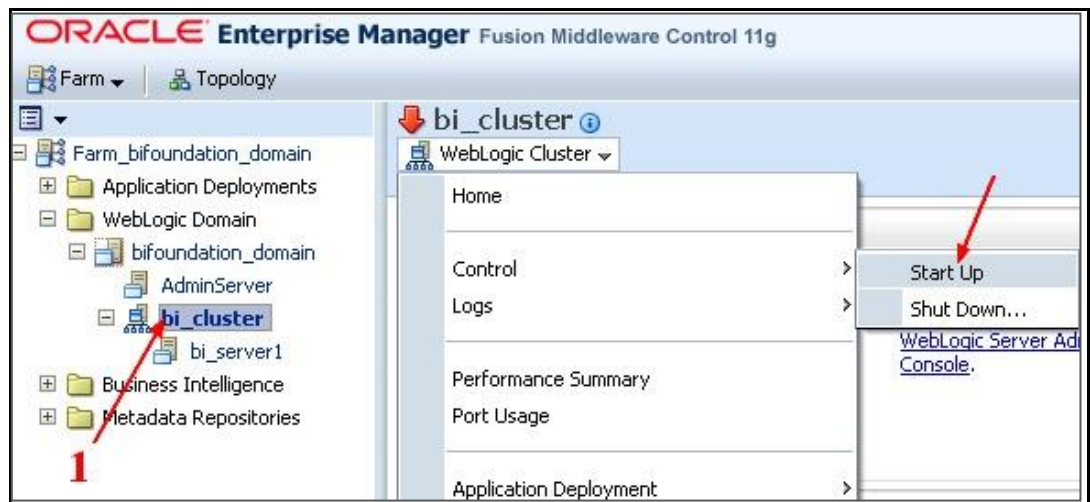 ORACLE Enterprise Manager Fusion Middleware Control 11g
Farm Topology
bi_cluster
Farm_bifoundation_domain
WebLogic Cluster
Application Deployments
WebLogic Domain
bifoundation_domain
AdminServer
bi_cluster
bi_server1
Business Intelligence
Metadata Repositories
1
Home
Control
Logs
Performance Summary
Port Usage
Application Deployment
Start Up
Shut Down...
WebLogic Server Ad
Console.